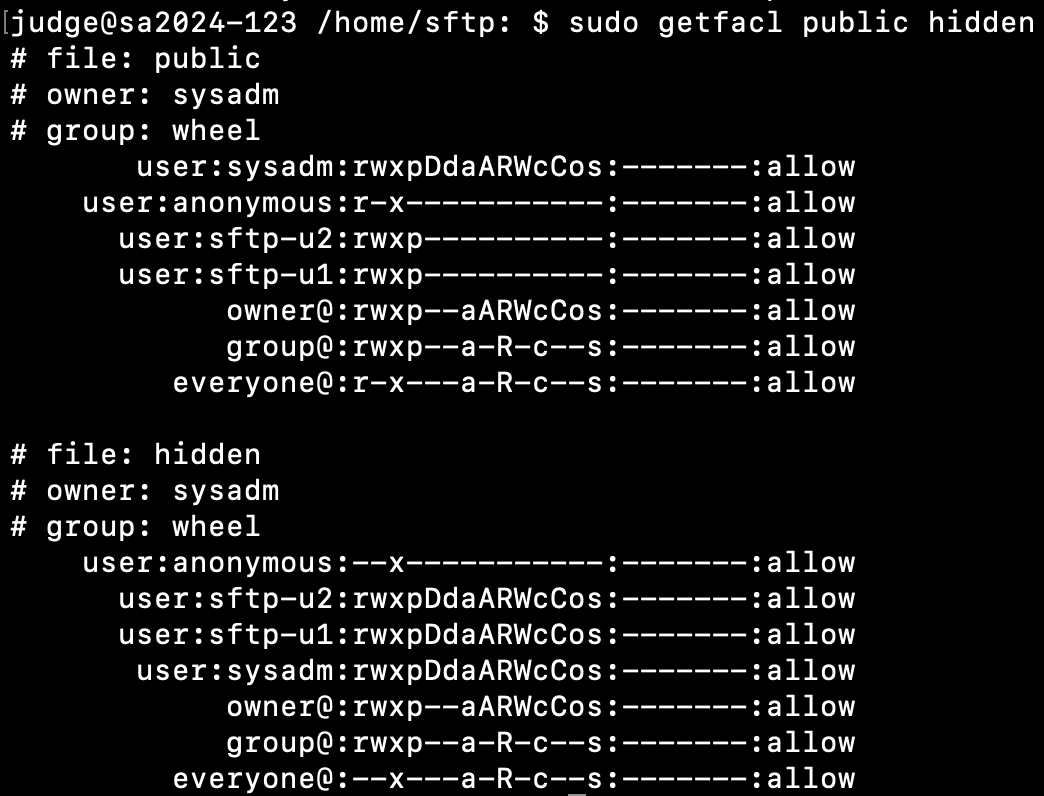 [judge@sa2024-123 /home/sftp: $ sudo getfacl public hidden
# file: public
# owner: sysadm
# group: wheel
user:sysadm:rwxpDdaARWcCos:-------:allow
user:anonymous:r-x-----------:-------:allow
user:sftp-u2:rwxp----------:-------:allow
user:sftp-u1:rwxp----------:-------:allow
owner@:rwxp--aARWcCos:-------:allow
group@:rwxp--a-R-c--s:-------:allow
everyone@:r-x---a-R-c--s:-------:allow
# file: hidden
# owner: sysadm
# group: wheel
user:anonymous:--x-----------:-------:allow
user:sftp-u2:rwxpDdaARWcCos:-------:allow
user:sftp-u1:rwxpDdaARWcCos:-------:allow
user:sysadm:rwxpDdaARWcCos:-------:allow
owner@:rwxp--aARWcCos:-------:allow
group@:rwxp--a-R-c--s:-------:allow
everyone@:--x---a-R-c--s:-------:allow